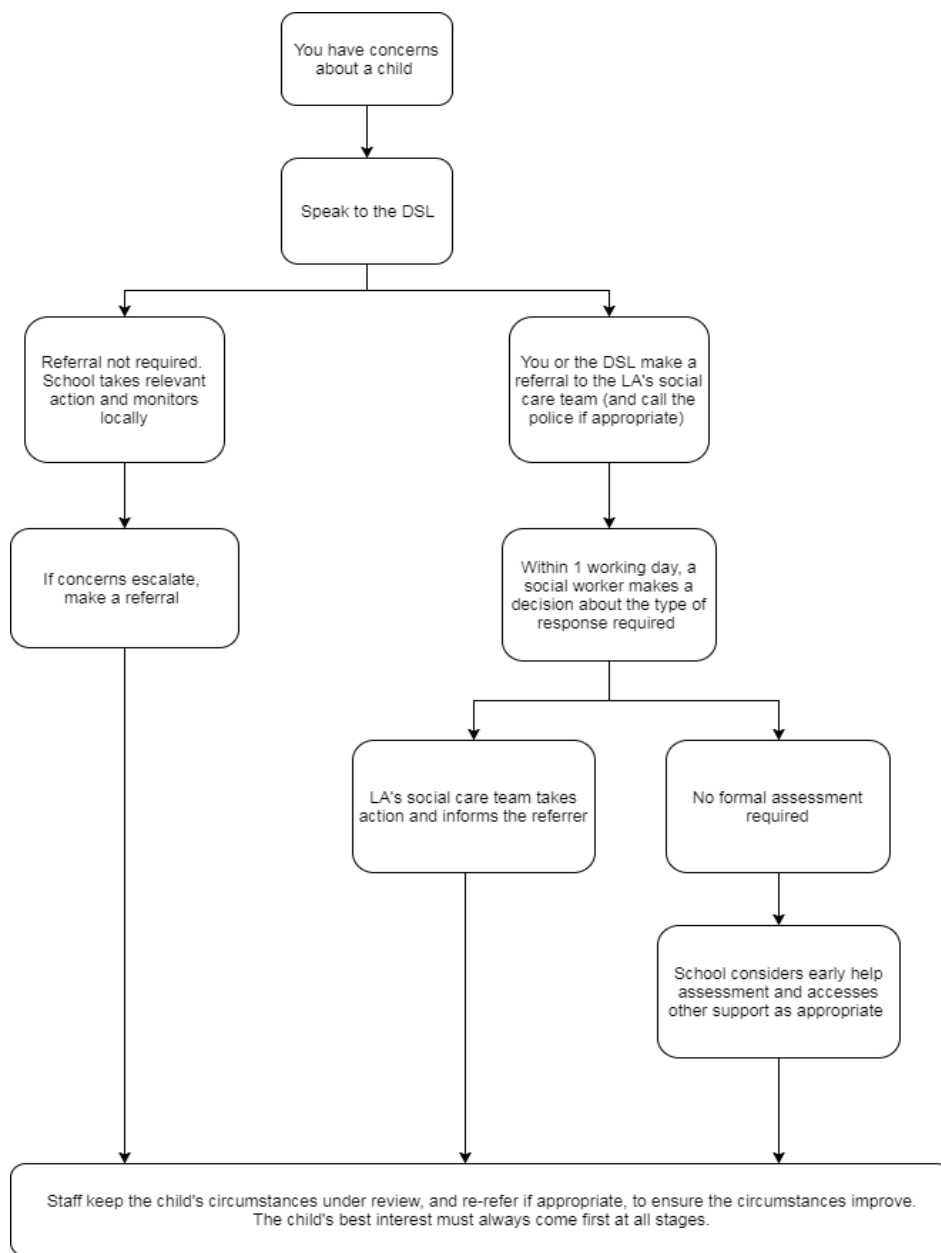 You have concerns
about a child
Speak to the DSL
Referral not required.
School takes relevant
action and monitors
locally
You or the DSL make a
referral to the LA's social
care team (and call the
police if appropriate)
If concerns escalate,
make a referral
Within 1 working day, a
social worker makes a
decision about the type of
response required
LA's social care team takes
action and informs the referrer
No formal assessment
required
School considers early help
assessment and accesses
other support as appropriate
Staff keep the child's circumstances under review, and re-refer if appropriate, to ensure the circumstances improve.
The child's best interest must always come first at all stages.